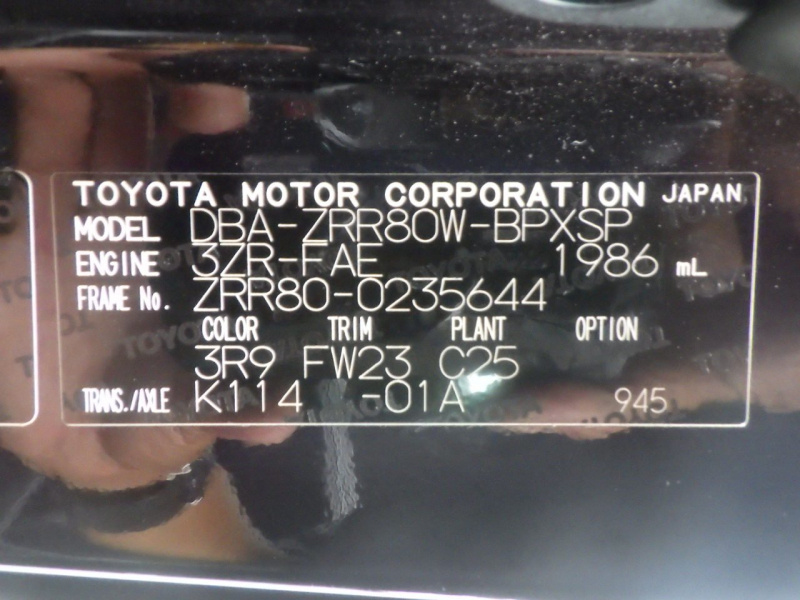 TOYOTA MOTOR CORPORATION JAPAN
MODEL DBA-ZRR80W-BPXSP
ENGINE 3ZR-FAE 1986 mL
FRAME No. ZRR80-0235644
COLOR TRIM PLANT OPTION
3R9 FW23 C25
TRANS./AXLE K114 -01A 945